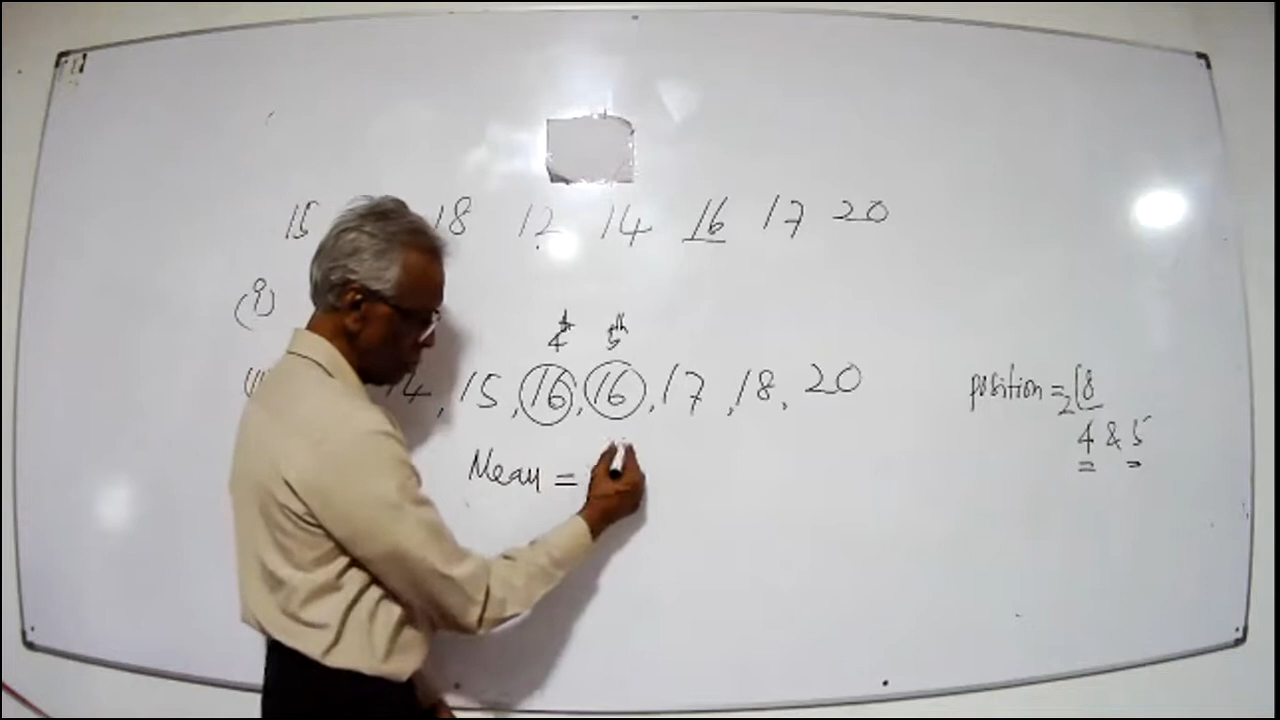 15 18 12 14 16 17 20
(i)
4th 5th
14, 15, 16, 16, 17, 18, 20
position = 2⟌8
4 & 5
Mean =